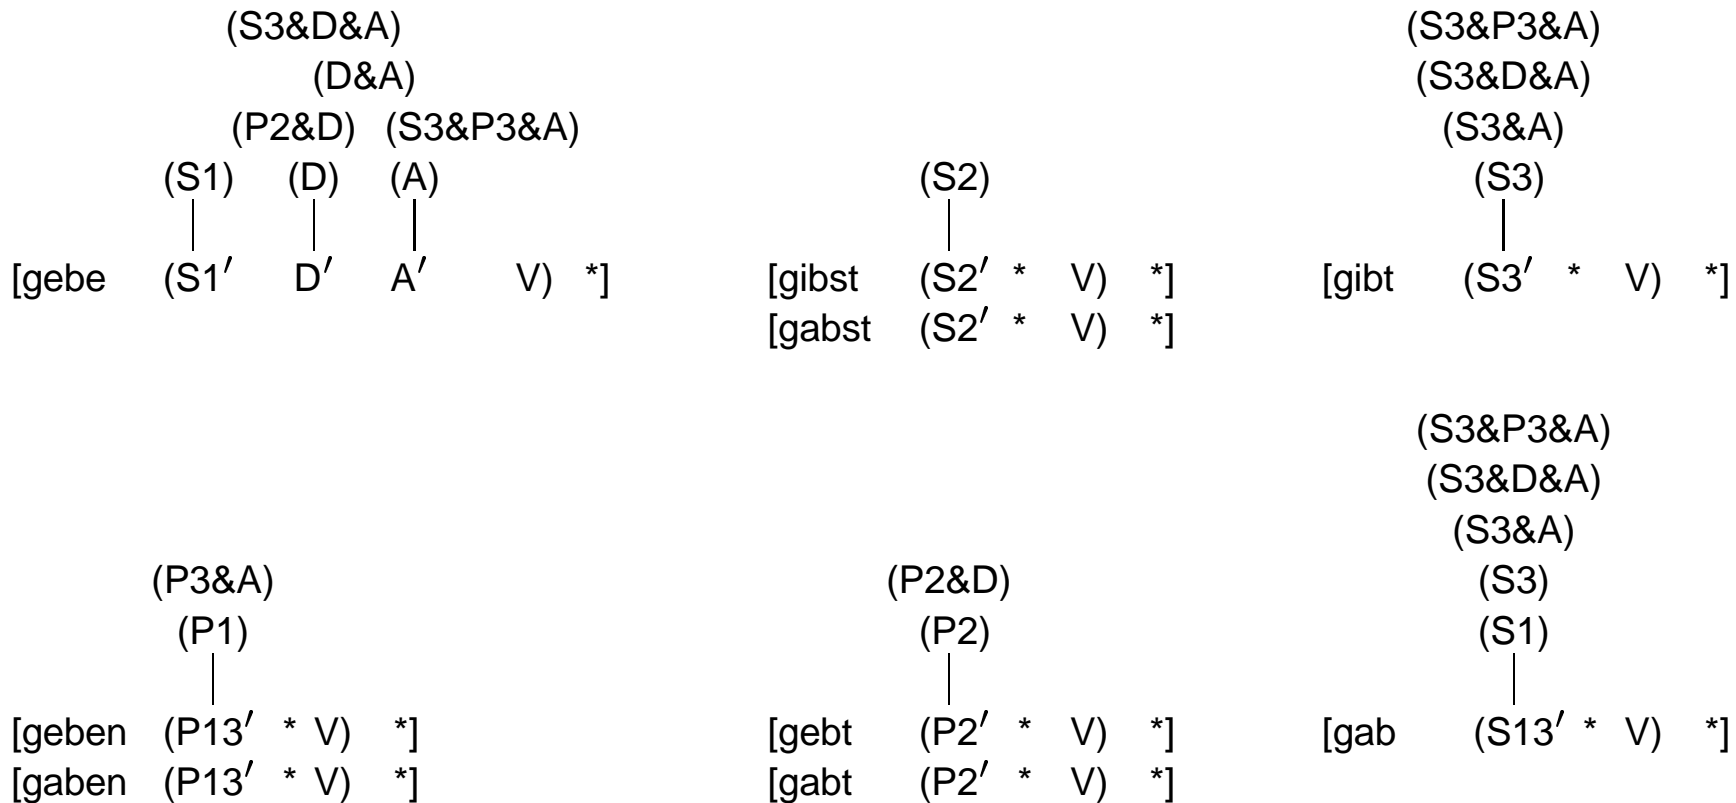 (S3&D&A) (S3&P3&A)
(D&A) (S3&D&A)
(P2&D) (S3&P3&A) (S3&A)
(S1) (D) (A) (S2) (S3)
[gebe (S1′ D′ A′ V) *] [gibst (S2′ * V) *] [gibt (S3′ * V) *]
[gabst (S2′ * V) *]
(S3&P3&A)
(S3&D&A)
(S3&A)
(P3&A) (P2&D) (S3)
(P1) (P2) (S1)
[geben (P13′ * V) *] [gebt (P2′ * V) *] [gab (S13′ * V) *]
[gaben (P13′ * V) *] [gabt (P2′ * V) *]